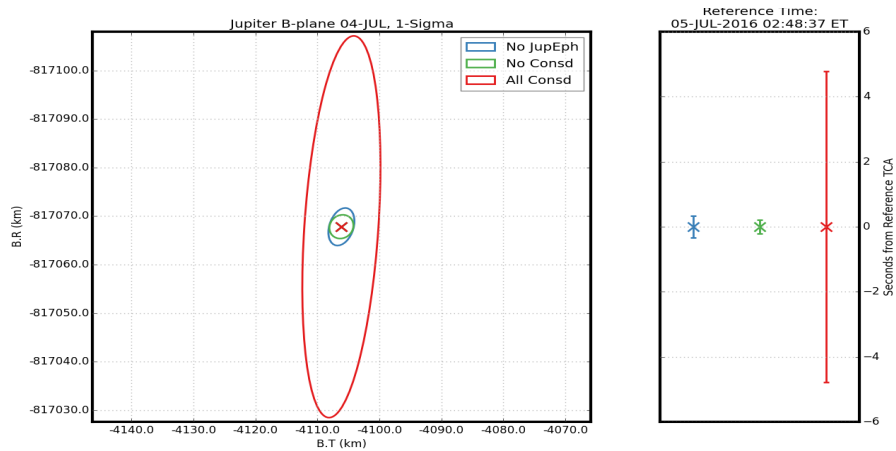 Jupiter B-plane 04-JUL, 1-Sigma
No JupEph
No Consd
All Consd
-817100.0
-817090.0
-817080.0
-817070.0
-817060.0
-817050.0
-817040.0
-817030.0
B.R (km)
-4140.0 -4130.0 -4120.0 -4110.0 -4100.0 -4090.0 -4080.0 -4070.0
B.T (km)
Reference Time:
05-JUL-2016 02:48:37 ET
6
4
2
0
−2
−4
−6
Seconds from Reference TCA